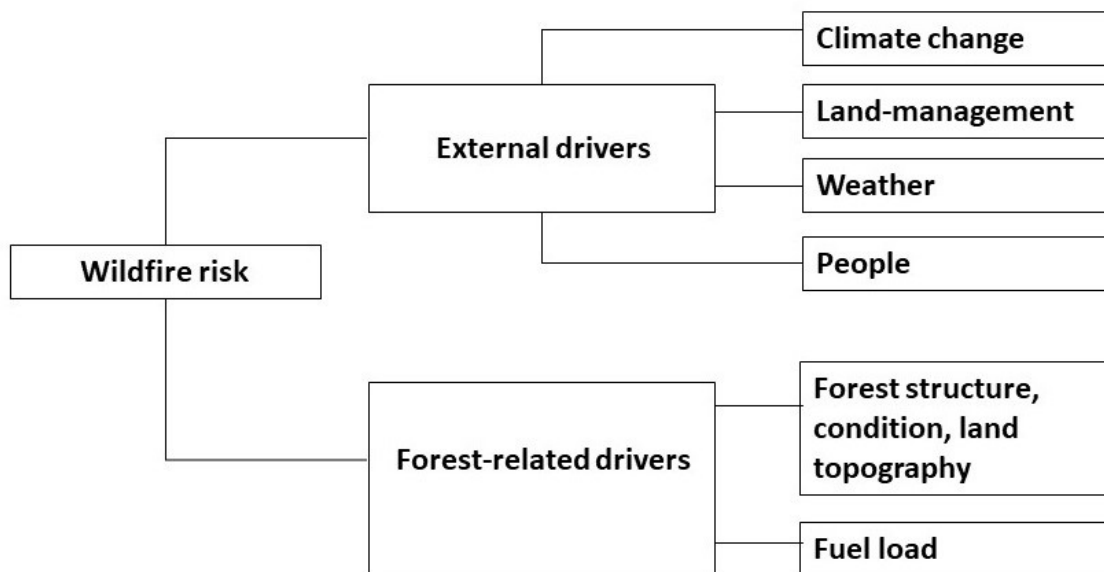 Climate change
Land-management
External drivers
Weather
People
Wildfire risk
Forest structure,
condition, land
topography
Forest-related drivers
Fuel load